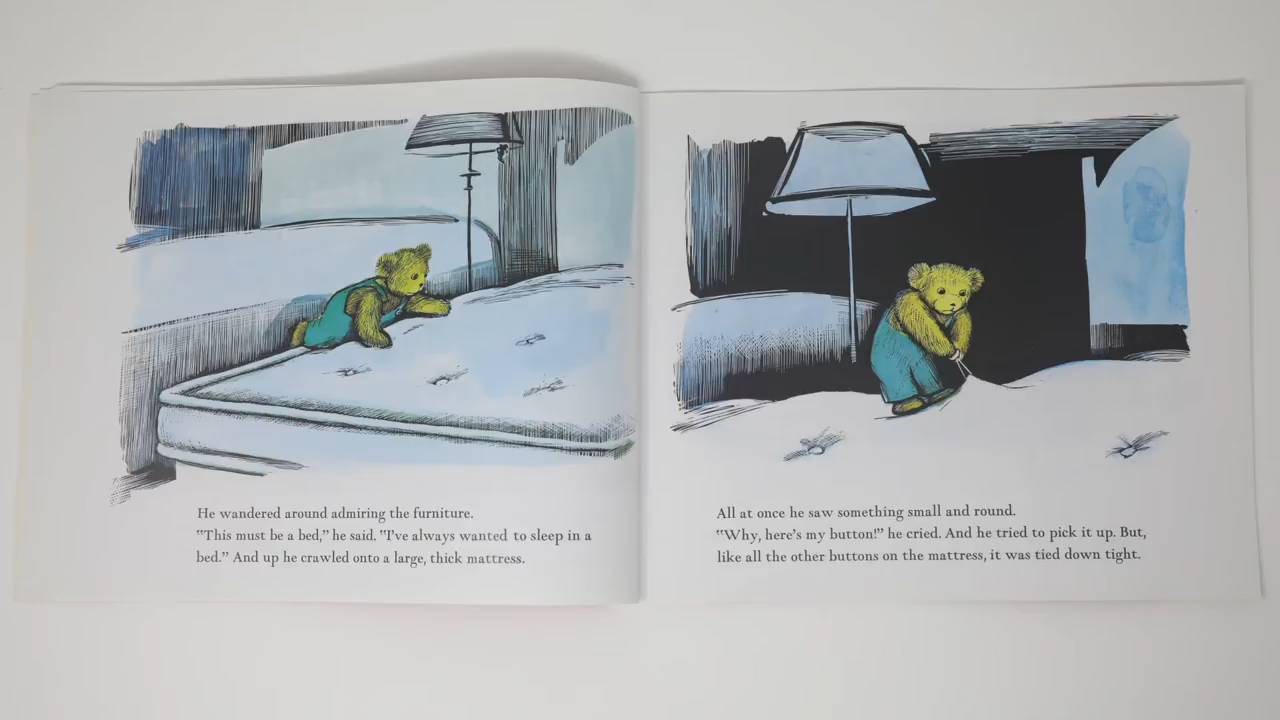 He wandered around admiring the furniture.
"This must be a bed," he said. "I've always wanted to sleep in a
bed." And up he crawled onto a large, thick mattress.
All at once he saw something small and round.
"Why, here's my button!" he cried. And he tried to pick it up. But,
like all the other buttons on the mattress, it was tied down tight.